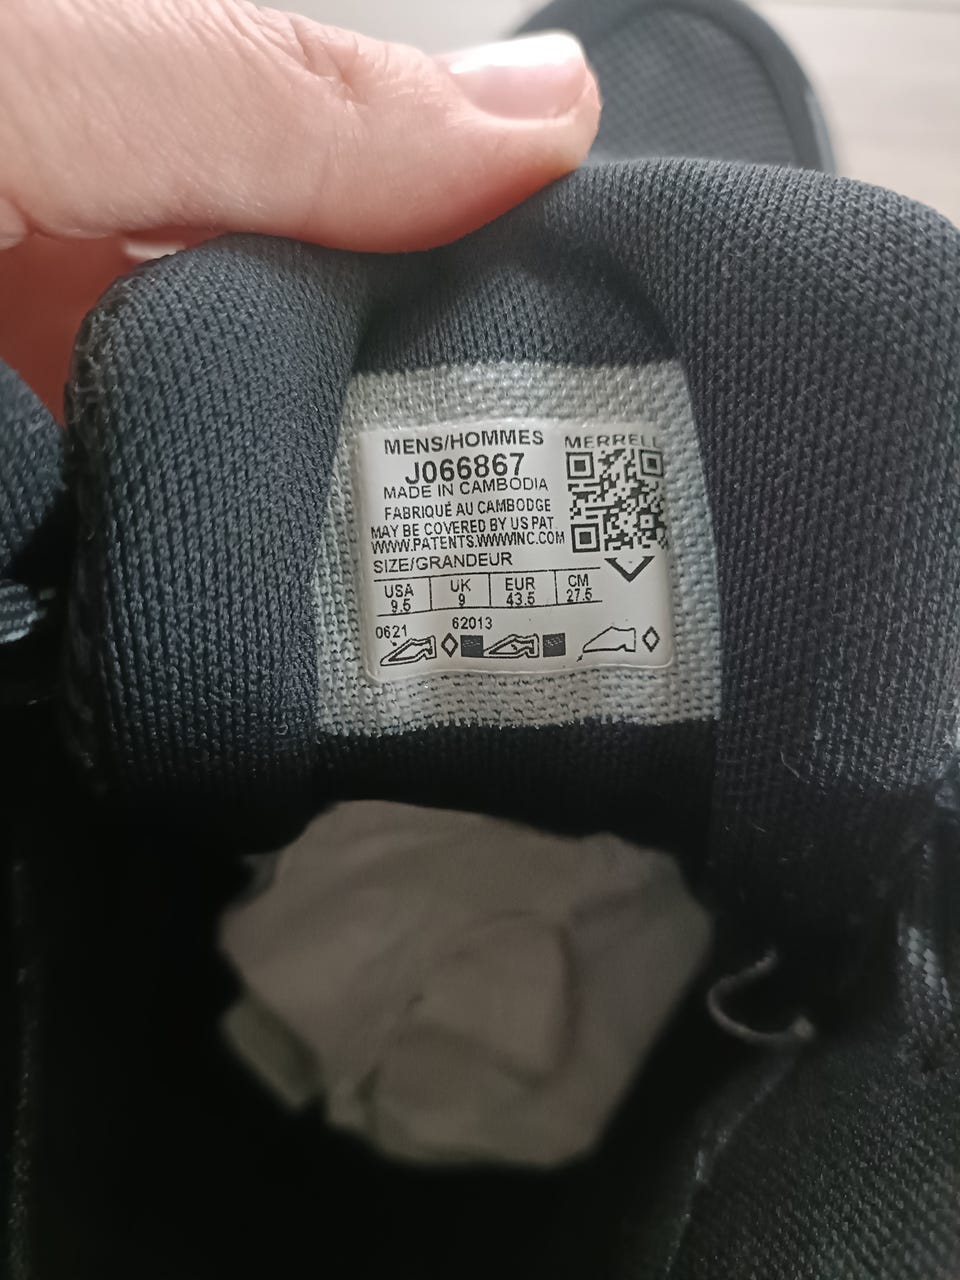 MENS/HOMMES
MERRELL
J066867
MADE IN CAMBODIA
FABRIQUÉ AU CAMBODGE
MAY BE COVERED BY US PAT
WWW.PATENTS.WWWINC.COM
SIZE/GRANDEUR
USA UK EUR CM
9.5 9 43.5 27.5
0621 62013